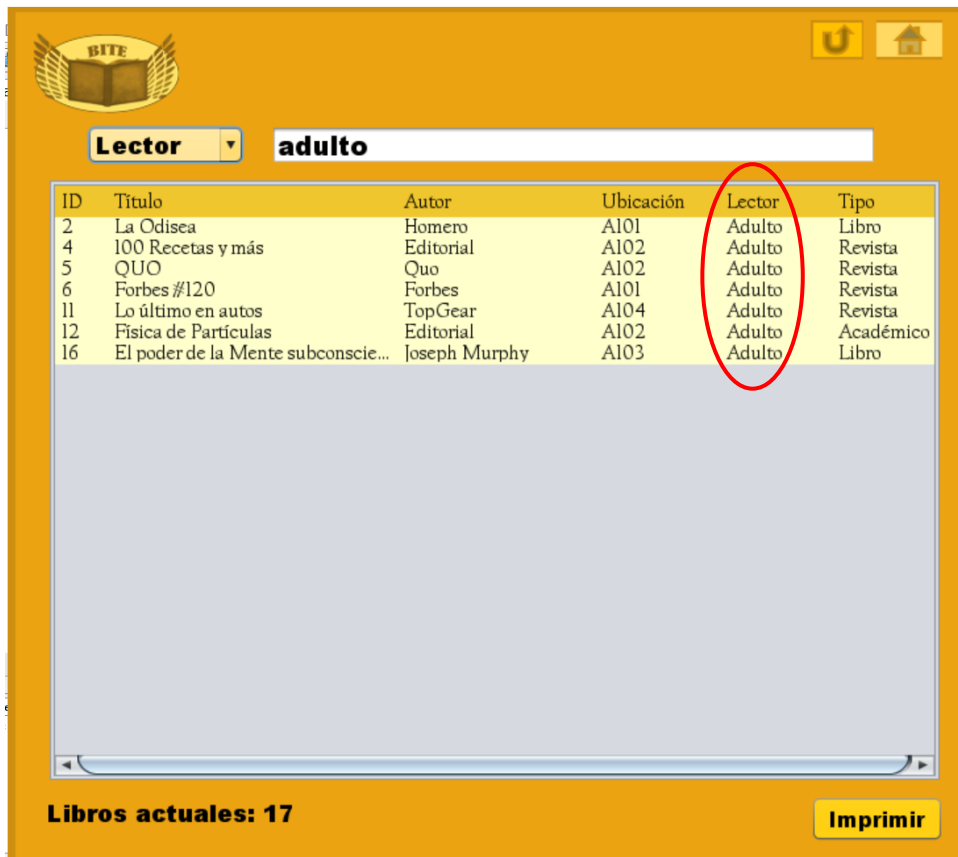 BITE
Lector adulto
ID Título Autor Ubicación Lector Tipo
2 La Odisea Homero A101 Adulto Libro
4 100 Recetas y más Editorial A102 Adulto Revista
5 QUO Quo A102 Adulto Revista
6 Forbes #120 Forbes A101 Adulto Revista
11 Lo último en autos TopGear A104 Adulto Revista
12 Física de Partículas Editorial A102 Adulto Académico
16 El poder de la Mente subconscie... Joseph Murphy A103 Adulto Libro
Libros actuales: 17
Imprimir